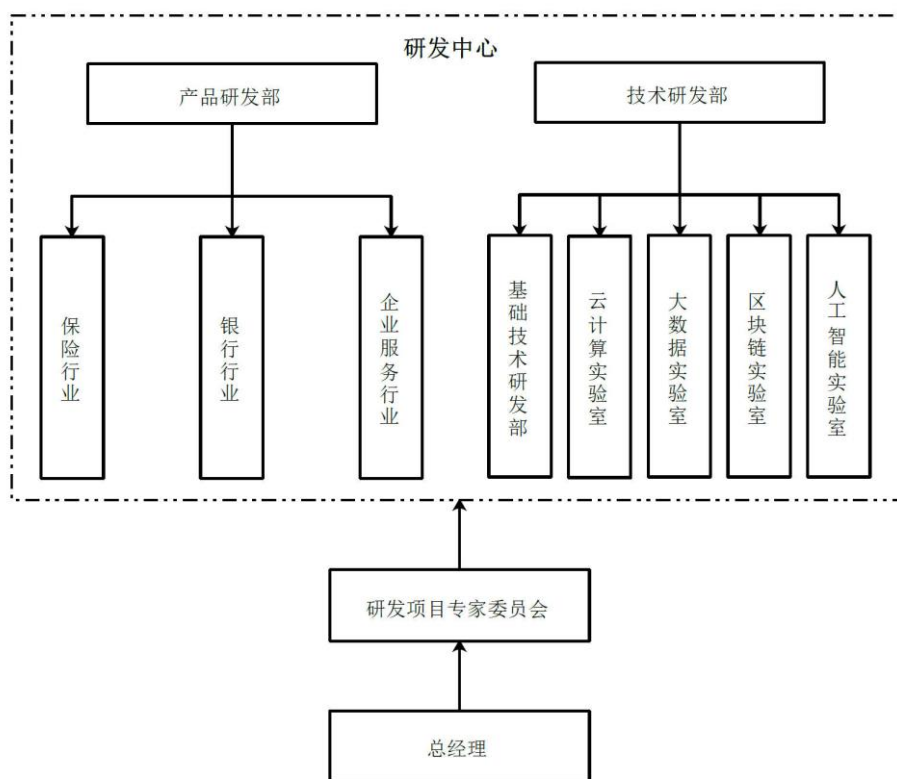 研发中心
产品研发部
技术研发部
保险行业
银行行业
企业服务行业
基础技术研发部
云计算实验室
大数据实验室
区块链实验室
人工智能实验室
研发项目专家委员会
总经理